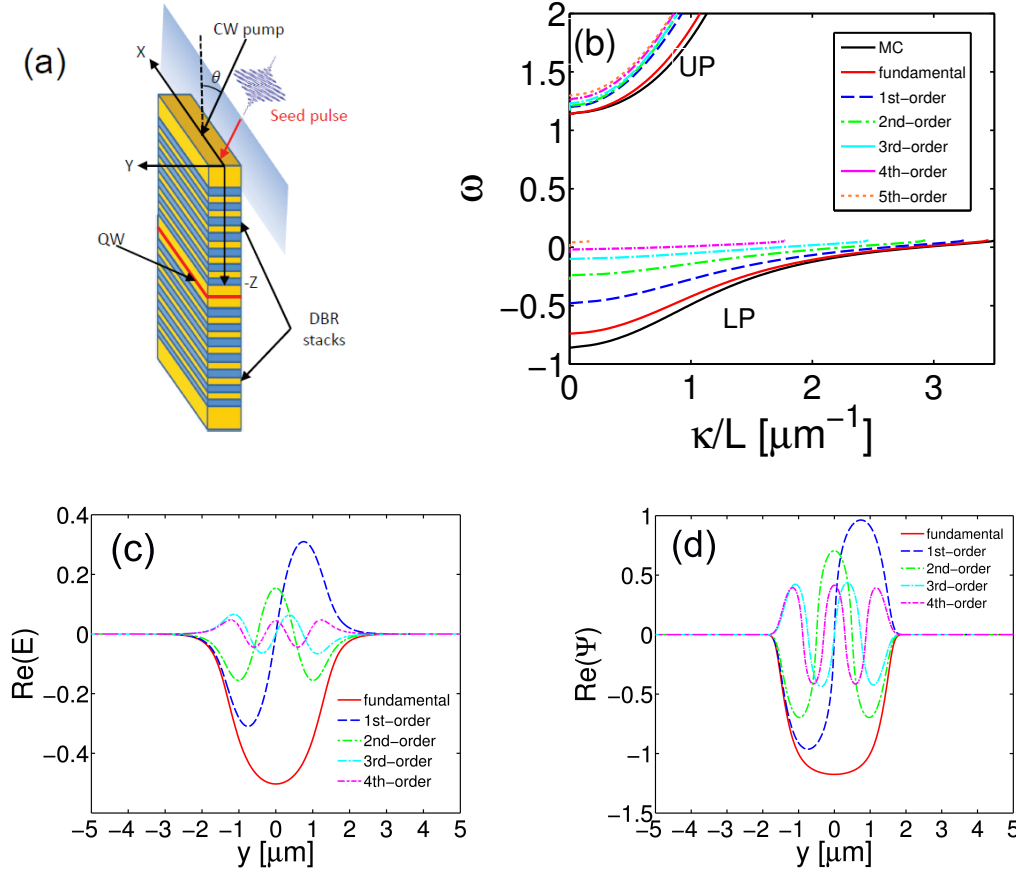 (a)
CW pump
X
θ
Seed pulse
Y
QW
-Z
DBR
stacks
(b)
2
1.5
1
0.5
0
−0.5
−1
ω
UP
LP
MC
fundamental
1st−order
2nd−order
3rd−order
4th−order
5th−order
0
1
2
3
κ/L [μm⁻¹]
(c)
0.4
0.2
0
−0.2
−0.4
Re(E)
fundamental
1st−order
2nd−order
3rd−order
4th−order
−5 −4 −3 −2 −1 0 1 2 3 4 5
y [μm]
(d)
1
0.5
0
−0.5
−1
−1.5
Re(Ψ)
fundamental
1st−order
2nd−order
3rd−order
4th−order
−5 −4 −3 −2 −1 0 1 2 3 4 5
y [μm]